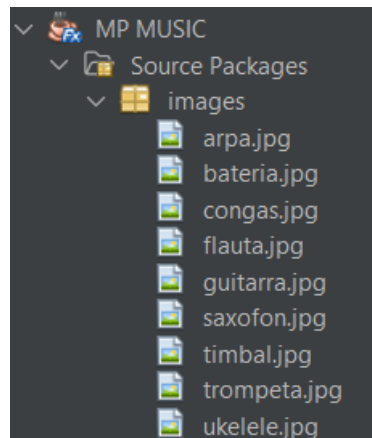 MP MUSIC
Source Packages
images
arpa.jpg
bateria.jpg
congas.jpg
flauta.jpg
guitarra.jpg
saxofon.jpg
timbal.jpg
trompeta.jpg
ukelele.jpg